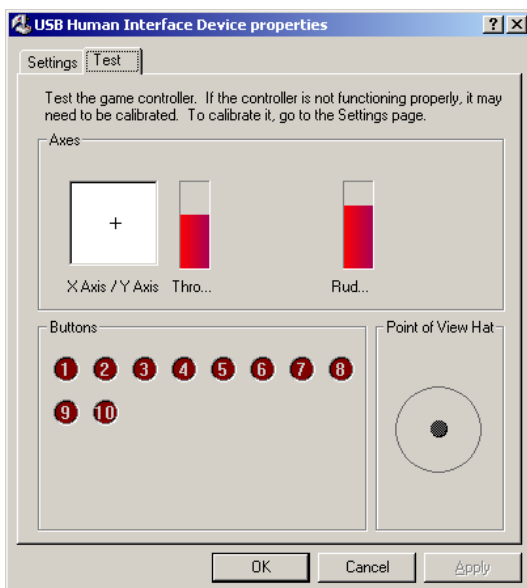 USB Human Interface Device properties
Settings
Test
Test the game controller. If the controller is not functioning properly, it may
need to be calibrated. To calibrate it, go to the Settings page.
Axes
X Axis / Y Axis
Thro...
Rud...
Buttons
1 2 3 4 5 6 7 8
9 10
Point of View Hat
OK
Cancel
Apply